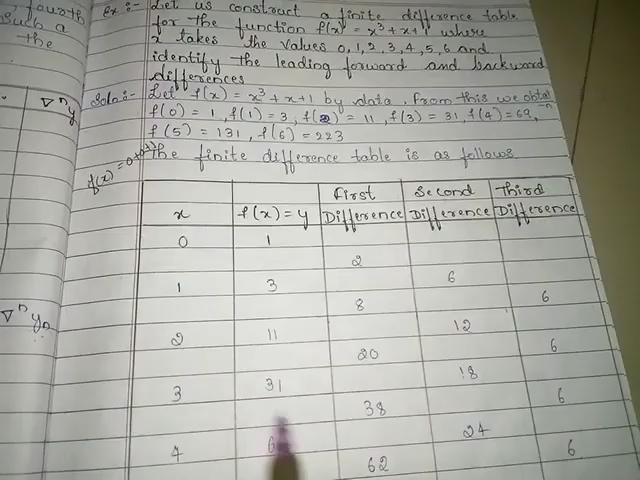 fourth
such a
the
∇ⁿy
∇ⁿyₙ
Ex :- Let us construct a finite difference table
for the function f(x) = x³+x+1 where
x takes the values 0, 1, 2, 3, 4, 5, 6 and
identify the leading forward and backward
differences
Soln:- Let f(x) = x³+x+1 by data. From this we obtai
-n
f(0) = 1, f(1) = 3, f(2) = 11, f(3) = 31, f(4) = 69,
f(5) = 131, f(6) = 223
The finite difference table is as follows
First Second Third
x f(x) = y Difference Difference Difference
0 1
2
1 3 6
8 6
2 11 12
20 6
3 31 18
38 6
4 24
62 6